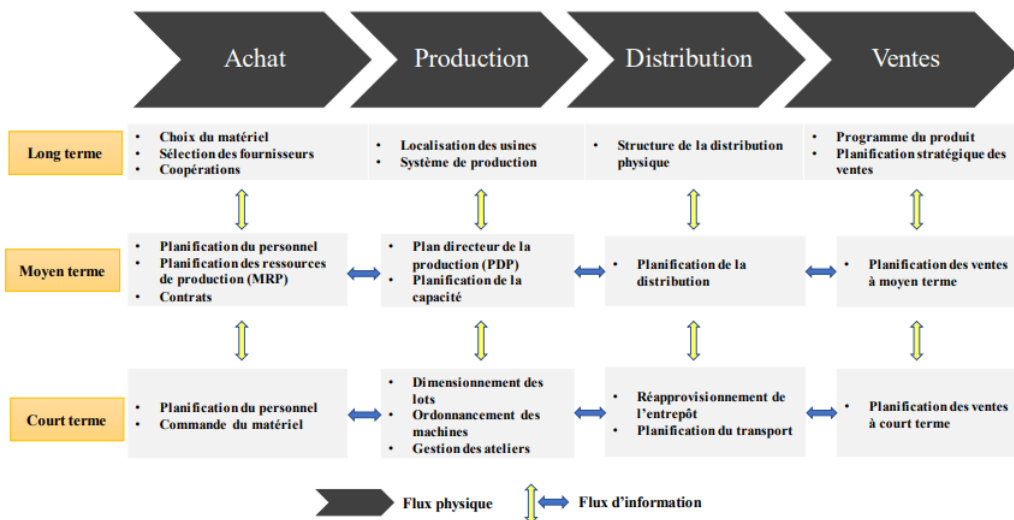 Achat
Production
Distribution
Ventes
Long terme
• Choix du matériel
• Sélection des fournisseurs
• Coopérations
• Localisation des usines
• Système de production
• Structure de la distribution
physique
• Programme du produit
• Planification stratégique des
ventes
Moyen terme
• Planification du personnel
• Planification des ressources
de production (MRP)
• Contrats
• Plan directeur de la
production (PDP)
• Planification de la
capacité
• Planification de la
distribution
• Planification des ventes
à moyen terme
Court terme
• Planification du personnel
• Commande du matériel
• Dimensionnement des
lots
• Ordonnancement des
machines
• Gestion des ateliers
• Réapprovisionnement de
l'entrepôt
• Planification du transport
• Planification des ventes
à court terme
Flux physique
Flux d'information